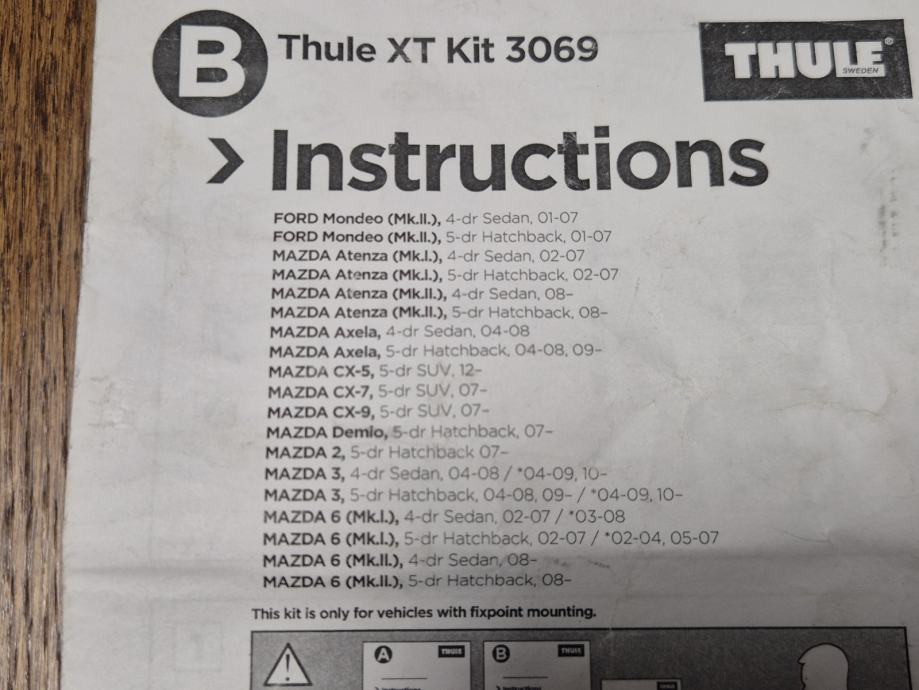 B Thule XT Kit 3069 THULE® SWEDEN
› Instructions
FORD Mondeo (Mk.II.), 4-dr Sedan, 01-07
FORD Mondeo (Mk.II.), 5-dr Hatchback, 01-07
MAZDA Atenza (Mk.I.), 4-dr Sedan, 02-07
MAZDA Atenza (Mk.I.), 5-dr Hatchback, 02-07
MAZDA Atenza (Mk.II.), 4-dr Sedan, 08–
MAZDA Atenza (Mk.II.), 5-dr Hatchback, 08–
MAZDA Axela, 4-dr Sedan, 04-08
MAZDA Axela, 5-dr Hatchback, 04-08, 09–
MAZDA CX-5, 5-dr SUV, 12–
MAZDA CX-7, 5-dr SUV, 07–
MAZDA CX-9, 5-dr SUV, 07–
MAZDA Demio, 5-dr Hatchback, 07–
MAZDA 2, 5-dr Hatchback 07–
MAZDA 3, 4-dr Sedan, 04-08 / *04-09, 10–
MAZDA 3, 5-dr Hatchback, 04-08, 09– / *04-09, 10–
MAZDA 6 (Mk.I.), 4-dr Sedan, 02-07 / *03-08
MAZDA 6 (Mk.I.), 5-dr Hatchback, 02-07 / *02-04, 05-07
MAZDA 6 (Mk.II.), 4-dr Sedan, 08–
MAZDA 6 (Mk.II.), 5-dr Hatchback, 08–
This kit is only for vehicles with fixpoint mounting.
A THULE B THULE